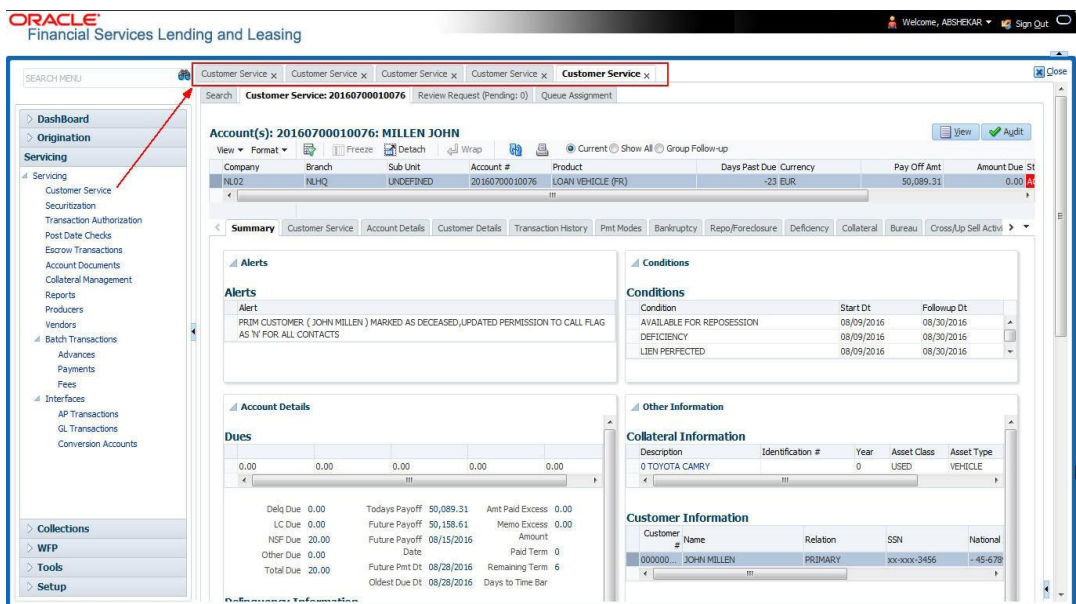 ORACLE
Financial Services Lending and Leasing
Welcome, ABSHEKAR
Sign Out
SEARCH MENU
Customer Service x Customer Service x Customer Service x Customer Service x Customer Service x
Close
Search Customer Service: 20160700010076 Review Request (Pending: 0) Queue Assignment
DashBoard
Origination
Servicing
Servicing
Customer Service
Securitization
Transaction Authorization
Post Date Checks
Escrow Transactions
Account Documents
Collateral Management
Reports
Producers
Vendors
Batch Transactions
Advances
Payments
Fees
Interfaces
AP Transactions
GL Transactions
Conversion Accounts
Collections
WFP
Tools
Setup
Account(s): 20160700010076: MILLEN JOHN
View Audit
View Format Freeze Detach Wrap Current Show All Group Follow-up
Company Branch Sub Unit Account # Product Days Past Due Currency Pay Off Amt Amount Due St
NL02 NLHQ UNDEFINED 20160700010076 LOAN VEHICLE (FR) -23 EUR 50,089.31 0.00
Summary Customer Service Account Details Customer Details Transaction History Pmt Modes Bankruptcy Repo/Foreclosure Deficiency Collateral Bureau Cross/Up Sell Activi
Alerts
Alerts
Alert
PRIM CUSTOMER ( JOHN MILLEN ) MARKED AS DECEASED,UPDATED PERMISSION TO CALL FLAG
AS 'N' FOR ALL CONTACTS
Conditions
Conditions
Condition Start Dt Followup Dt
AVAILABLE FOR REPOSESSION 08/09/2016 08/30/2016
DEFICIENCY 08/09/2016 08/30/2016
LIEN PERFECTED 08/09/2016 08/30/2016
Account Details
Dues
0.00 0.00 0.00 0.00 0.00
Delq Due 0.00 Todays Payoff 50,089.31 Amt Paid Excess 0.00
LC Due 0.00 Future Payoff 50,158.61 Memo Excess 0.00
Amount
NSF Due 20.00 Future Payoff 08/15/2016
Date
Other Due 0.00 Paid Term 0
Total Due 20.00 Future Pmt Dt 08/28/2016 Remaining Term 6
Oldest Due Dt 08/28/2016 Days to Time Bar
Delinquency Information
Other Information
Collateral Information
Description Identification # Year Asset Class Asset Type
0 TOYOTA CAMRY 0 USED VEHICLE
Customer Information
Customer # Name Relation SSN National
000000... JOHN MILLEN PRIMARY xx-xxx-3456 - 45-678